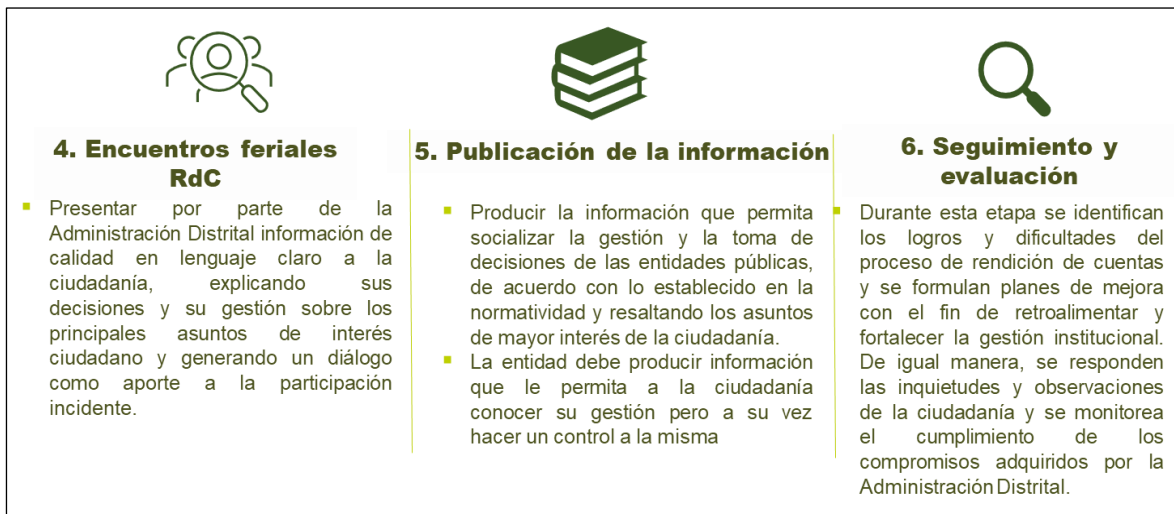 4. Encuentros feriales
RdC
▪ Presentar por parte de la
Administración Distrital información de
calidad en lenguaje claro a la
ciudadanía, explicando sus
decisiones y su gestión sobre los
principales asuntos de interés
ciudadano y generando un diálogo
como aporte a la participación
incidente.
5. Publicación de la información
▪ Producir la información que permita
socializar la gestión y la toma de
decisiones de las entidades públicas,
de acuerdo con lo establecido en la
normatividad y resaltando los asuntos
de mayor interés de la ciudadanía.
▪ La entidad debe producir información
que le permita a la ciudadanía
conocer su gestión pero a su vez
hacer un control a la misma
6. Seguimiento y
evaluación
▪ Durante esta etapa se identifican
los logros y dificultades del
proceso de rendición de cuentas
y se formulan planes de mejora
con el fin de retroalimentar y
fortalecer la gestión institucional.
De igual manera, se responden
las inquietudes y observaciones
de la ciudadanía y se monitorea
el cumplimiento de los
compromisos adquiridos por la
Administración Distrital.